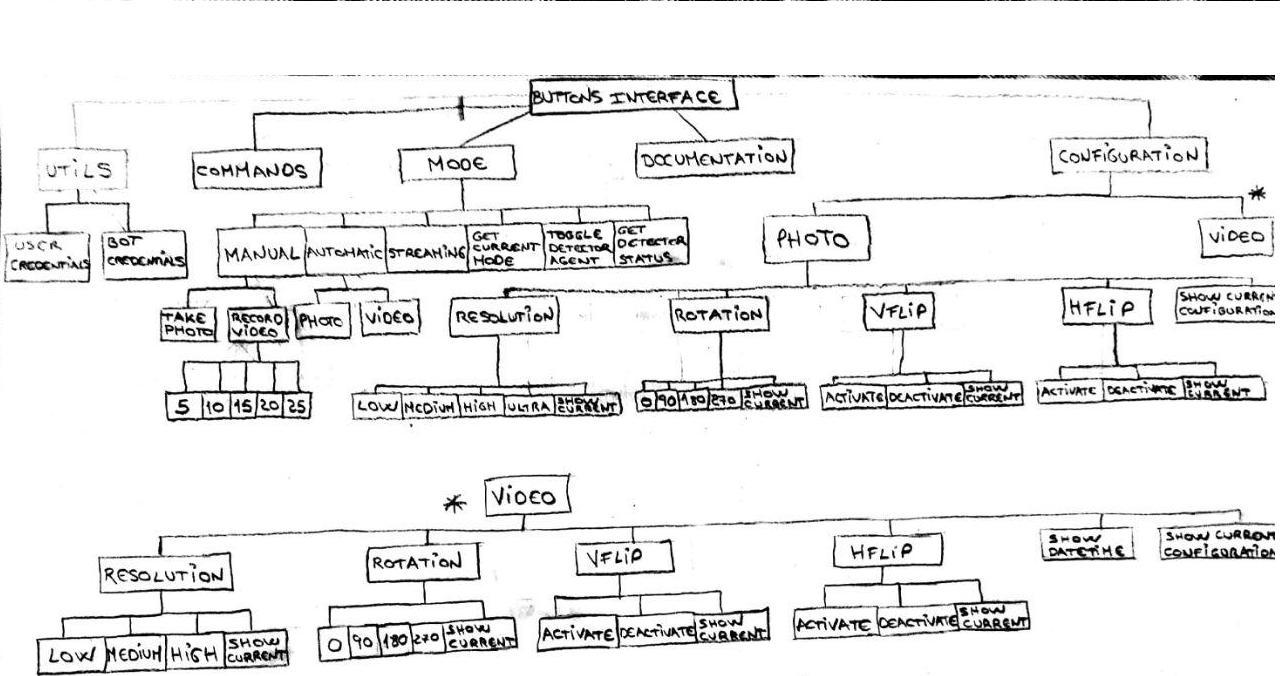 BUTTONS INTERFACE
UTILS
COMMANDS
MODE
DOCUMENTATION
CONFIGURATION
*
USER
CREDENTIALS
BOT
CREDENTIALS
MANUAL
AUTOMATIC
STREAMING
GET
CURRENT
MODE
TOGGLE
DETECTOR
AGENT
GET
DETECTOR
STATUS
PHOTO
VIDEO
TAKE
PHOTO
RECORD
VIDEO
PHOTO
VIDEO
RESOLUTION
ROTATION
VFLIP
HFLIP
SHOW CURREN
CONFIGURATION
5 10 15 20 25
LOW MEDIUM HIGH ULTRA SHOW
CURRENT
0 90 180 270 SHOW
CURRENT
ACTIVATE DEACTIVATE SHOW
CURRENT
ACTIVATE DEACTIVATE SHOW
CURRENT
* VIDEO
RESOLUTION
ROTATION
VFLIP
HFLIP
SHOW
DATETIME
SHOW CURRENT
CONFIGURATION
LOW MEDIUM HIGH SHOW
CURRENT
0 90 180 270 SHOW
CURRENT
ACTIVATE DEACTIVATE SHOW
CURRENT
ACTIVATE DEACTIVATE SHOW
CURRENT